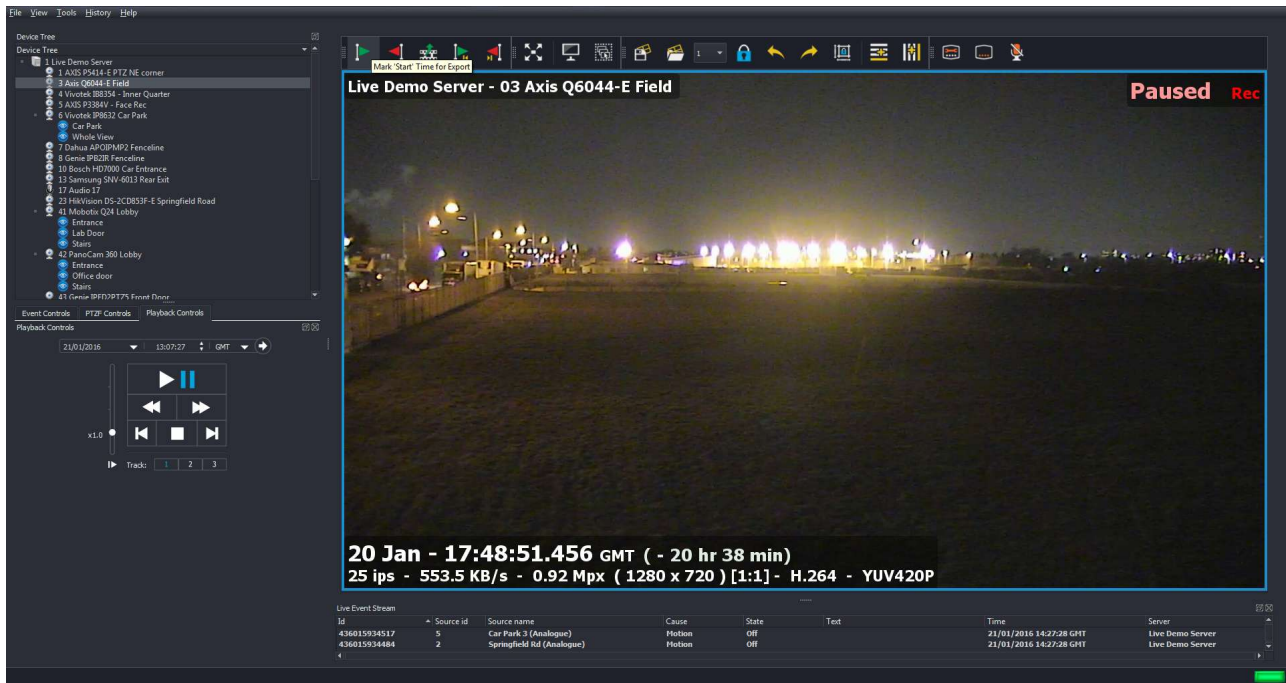 File View Tools History Help
Device Tree
Device Tree
1 Live Demo Server
1 AXIS P5414-E PTZ NE corner
3 Axis Q6044-E Field
4 Vivotek IB8354 - Inner Quarter
5 AXIS P3384V - Face Rec
6 Vivotek IP8632 Car Park
Car Park
Whole View
7 Dahua APOIPMP2 Fenceline
8 Genie IPB2IR Fenceline
10 Bosch HD7000 Car Entrance
13 Samsung SNV-6013 Rear Exit
17 Audio 17
23 HikVision DS-2CD853F-E Springfield Road
41 Mobotix Q24 Lobby
Entrance
Lab Door
Stairs
42 PanoCam 360 Lobby
Entrance
Office door
Stairs
43 Genie IPFD2PTZ5 Front Door
Event Controls PTZF Controls Playback Controls
Playback Controls
21/01/2016 13:07:27 GMT
x1.0
Track: 1 2 3
1
Mark 'Start' Time for Export
Live Demo Server - 03 Axis Q6044-E Field
Paused Rec
20 Jan - 17:48:51.456 GMT ( - 20 hr 38 min)
25 ips - 553.5 KB/s - 0.92 Mpx ( 1280 x 720 ) [1:1] - H.264 - YUV420P
Live Event Stream
Id Source id Source name Cause State Text Time Server
436015934517 5 Car Park 3 (Analogue) Motion Off 21/01/2016 14:27:28 GMT Live Demo Server
436015934484 2 Springfield Rd (Analogue) Motion Off 21/01/2016 14:27:28 GMT Live Demo Server